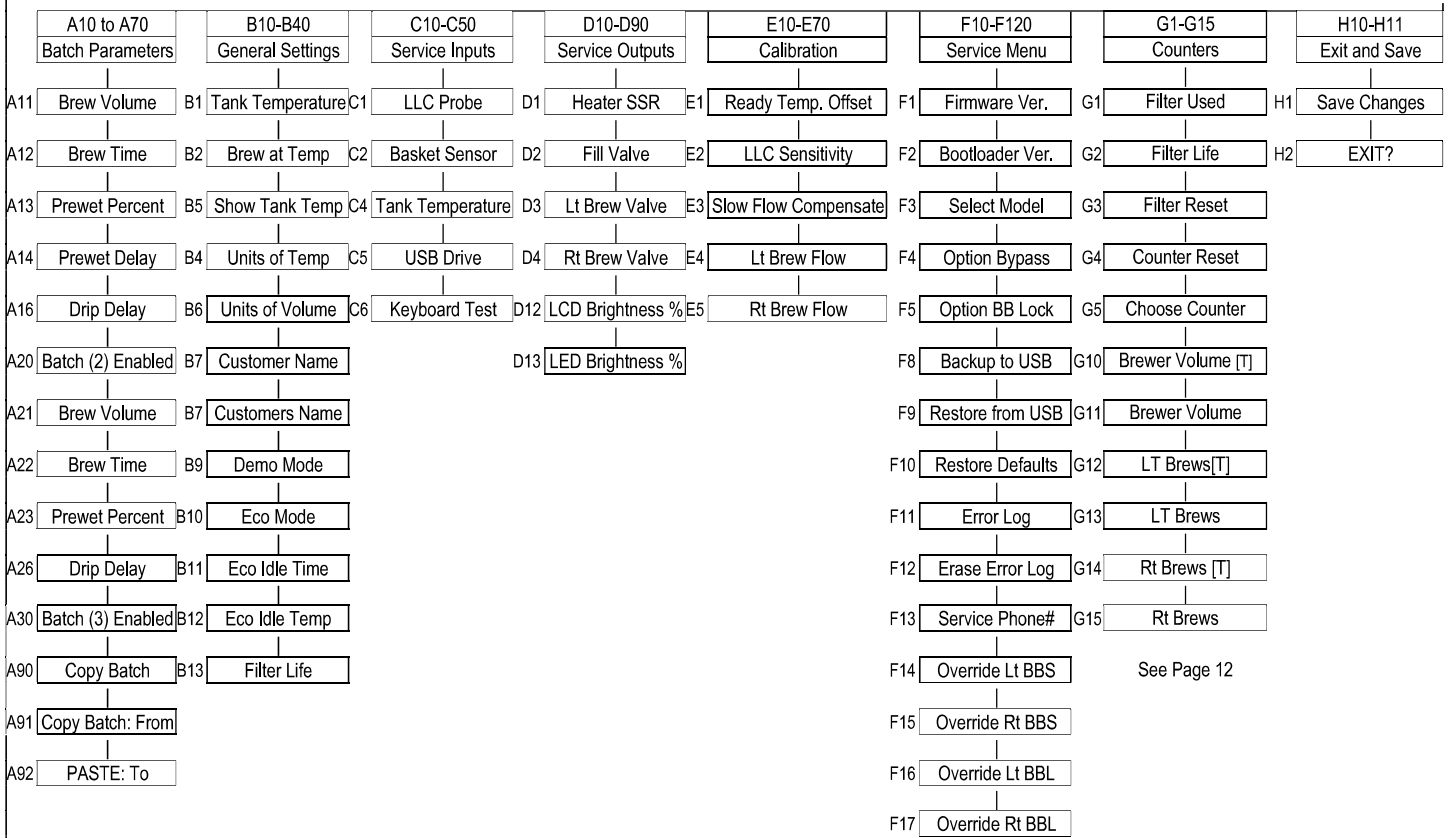 A10 to A70 B10-B40 C10-C50 D10-D90 E10-E70 F10-F120 G1-G15 H10-H11
Batch Parameters General Settings Service Inputs Service Outputs Calibration Service Menu Counters Exit and Save
A11 Brew Volume B1 Tank Temperature C1 LLC Probe D1 Heater SSR E1 Ready Temp. Offset F1 Firmware Ver. G1 Filter Used H1 Save Changes
A12 Brew Time B2 Brew at Temp C2 Basket Sensor D2 Fill Valve E2 LLC Sensitivity F2 Bootloader Ver. G2 Filter Life H2 EXIT?
A13 Prewet Percent B5 Show Tank Temp C4 Tank Temperature D3 Lt Brew Valve E3 Slow Flow Compensate F3 Select Model G3 Filter Reset
A14 Prewet Delay B4 Units of Temp C5 USB Drive D4 Rt Brew Valve E4 Lt Brew Flow F4 Option Bypass G4 Counter Reset
A16 Drip Delay B6 Units of Volume C6 Keyboard Test D12 LCD Brightness % E5 Rt Brew Flow F5 Option BB Lock G5 Choose Counter
A20 Batch (2) Enabled B7 Customer Name D13 LED Brightness % F8 Backup to USB G10 Brewer Volume [T]
A21 Brew Volume B7 Customers Name F9 Restore from USB G11 Brewer Volume
A22 Brew Time B9 Demo Mode F10 Restore Defaults G12 LT Brews[T]
A23 Prewet Percent B10 Eco Mode F11 Error Log G13 LT Brews
A26 Drip Delay B11 Eco Idle Time F12 Erase Error Log G14 Rt Brews [T]
A30 Batch (3) Enabled B12 Eco Idle Temp F13 Service Phone# G15 Rt Brews
A90 Copy Batch B13 Filter Life F14 Override Lt BBS See Page 12
A91 Copy Batch: From F15 Override Rt BBS
A92 PASTE: To F16 Override Lt BBL
F17 Override Rt BBL